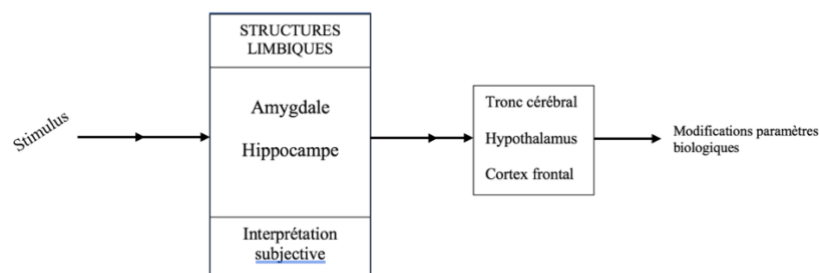 Stimulus
STRUCTURES
LIMBIQUES
Amygdale
Hippocampe
Interprétation
subjective
Tronc cérébral
Hypothalamus
Cortex frontal
Modifications paramètres
biologiques